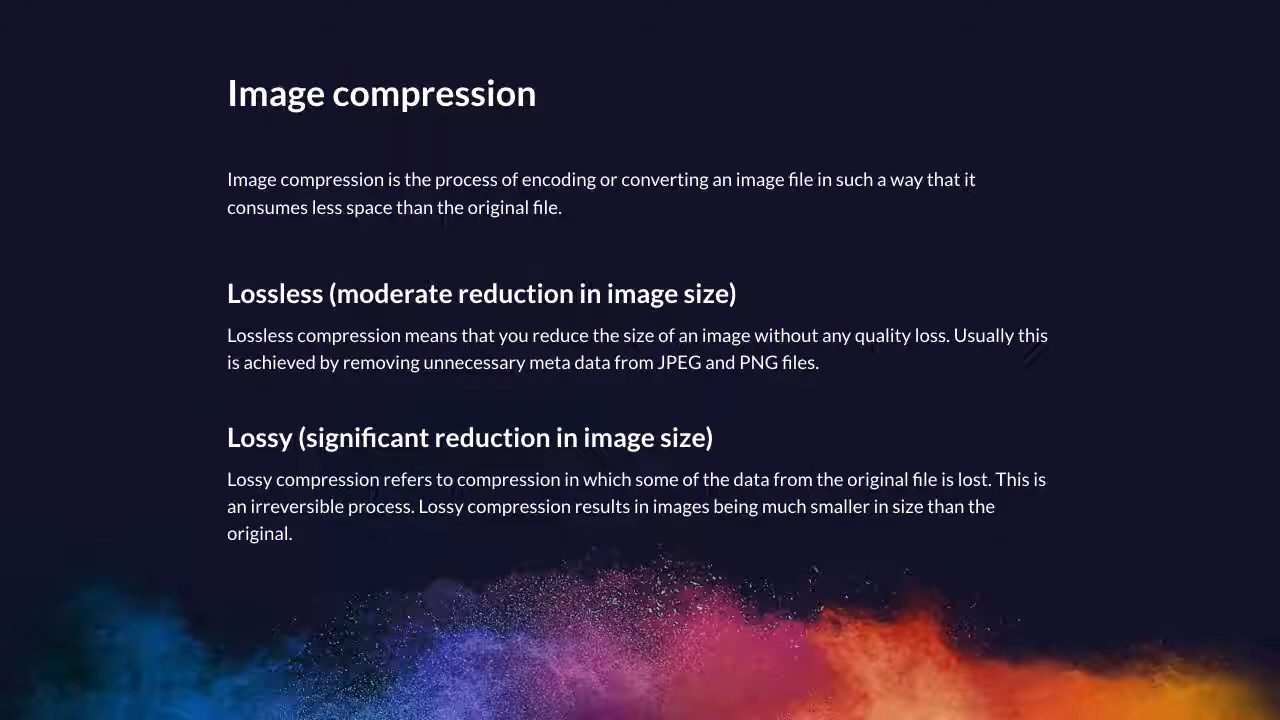 Image compression
Image compression is the process of encoding or converting an image file in such a way that it
consumes less space than the original file.
Lossless (moderate reduction in image size)
Lossless compression means that you reduce the size of an image without any quality loss. Usually this
is achieved by removing unnecessary meta data from JPEG and PNG files.
Lossy (significant reduction in image size)
Lossy compression refers to compression in which some of the data from the original file is lost. This is
an irreversible process. Lossy compression results in images being much smaller in size than the
original.